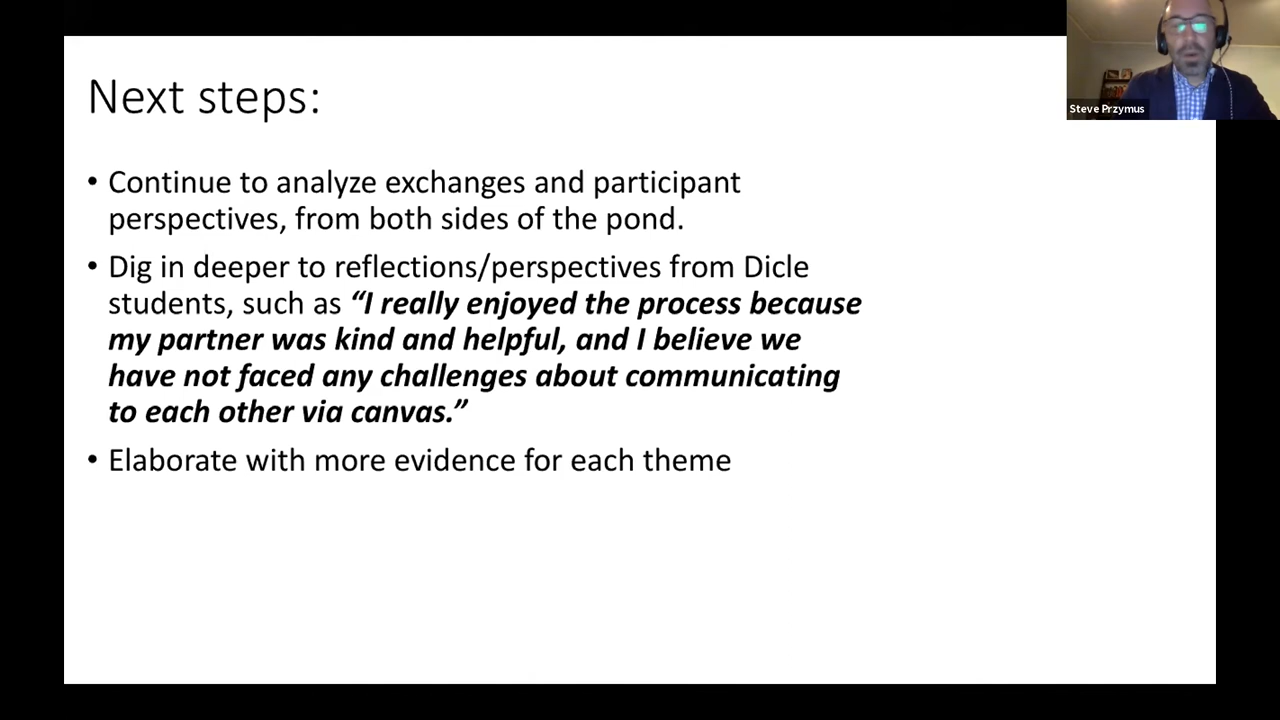 Next steps:
• Continue to analyze exchanges and participant
perspectives, from both sides of the pond.
• Dig in deeper to reflections/perspectives from Dicle
students, such as “I really enjoyed the process because
my partner was kind and helpful, and I believe we
have not faced any challenges about communicating
to each other via canvas.”
• Elaborate with more evidence for each theme
Steve Przymus